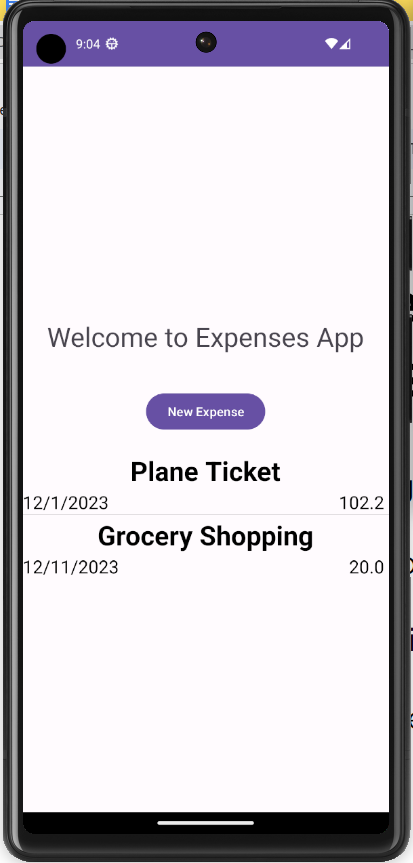 9:04
Welcome to Expenses App
New Expense
Plane Ticket
12/1/2023 102.2
Grocery Shopping
12/11/2023 20.0